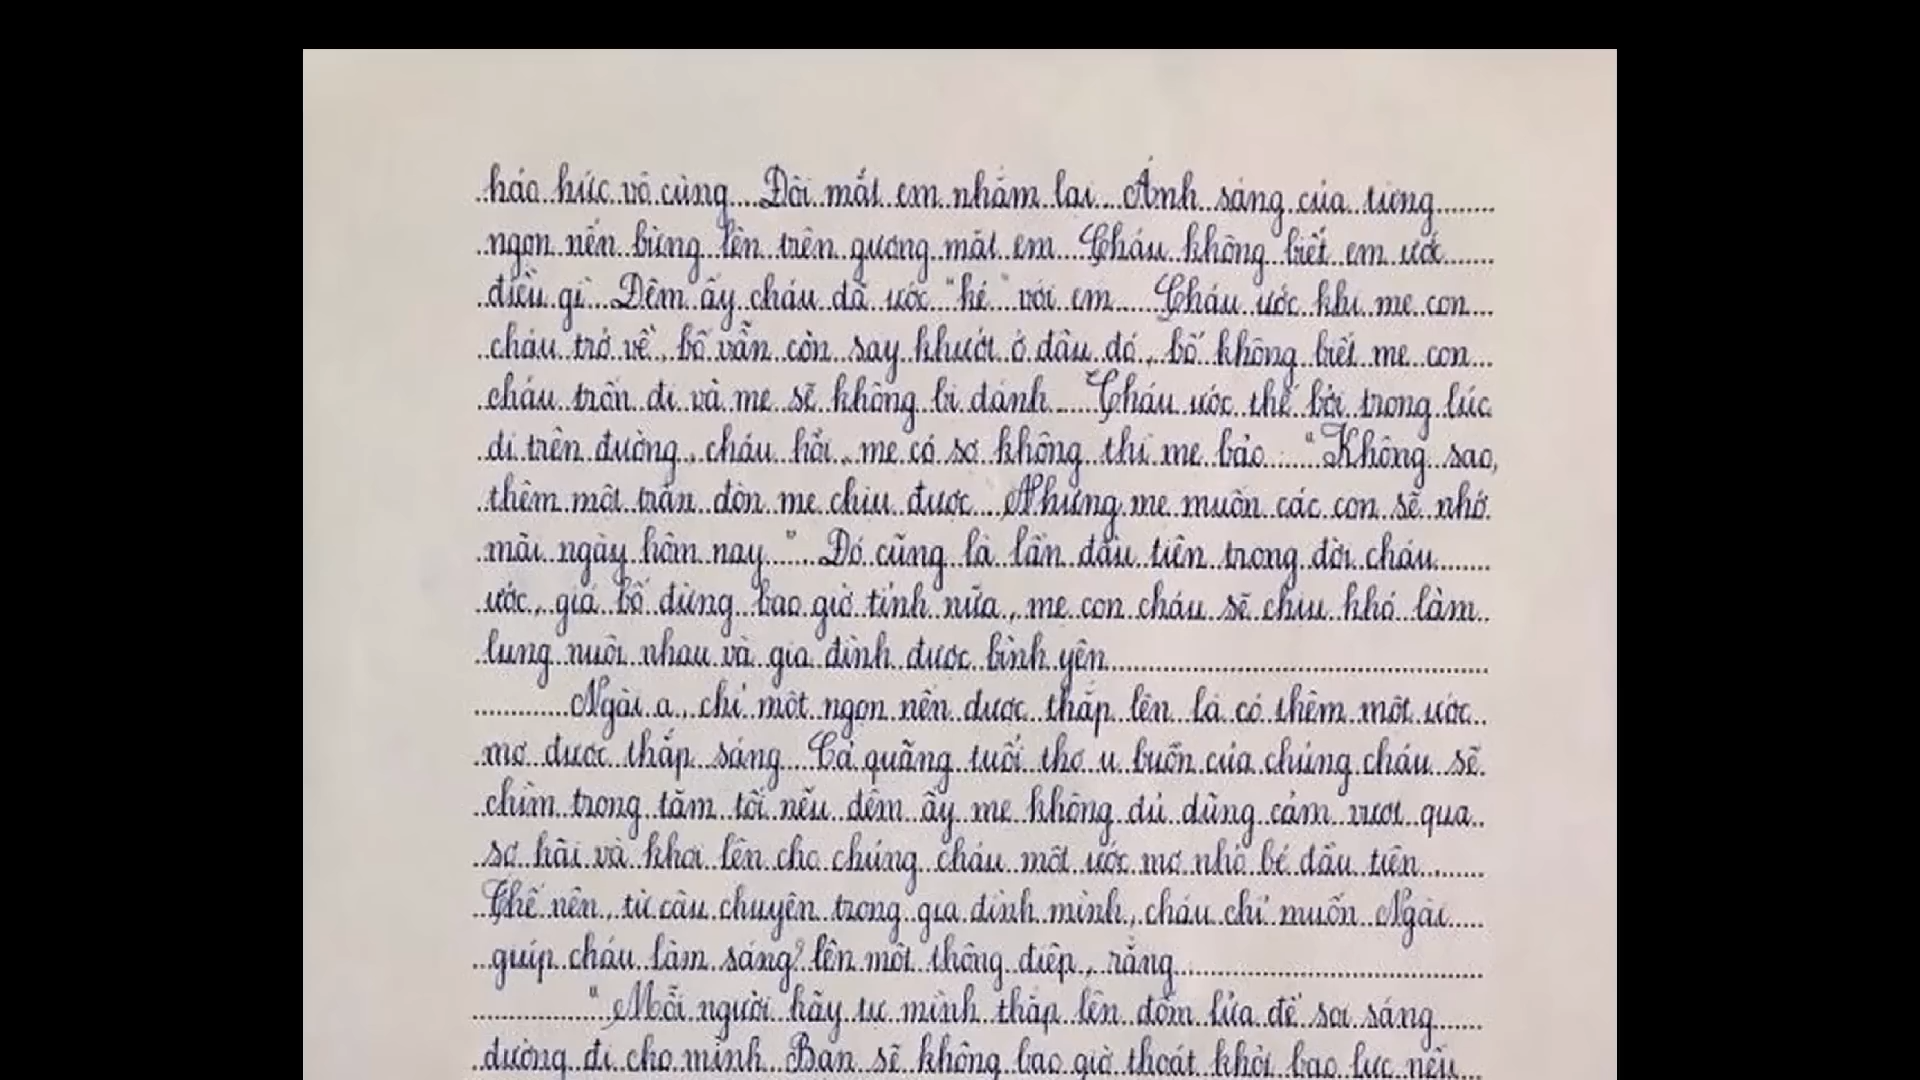 háo hức vô cùng. Đôi mắt em nhắm lại. Ánh sáng của từng
ngọn nến bừng lên trên gương mặt em. Cháu không biết em ước
điều gì. Đêm ấy cháu đã ước "ké" với em. Cháu ước khi mẹ con
cháu trở về, bố vẫn còn say khướt ở đâu đó, bố không biết mẹ con
cháu trốn đi và mẹ sẽ không bị đánh. Cháu ước thế bởi trong lúc
đi trên đường, cháu hỏi, mẹ có sợ không thì mẹ bảo: "Không sao,
thêm một trận đòn mẹ chịu được. Nhưng mẹ muốn các con sẽ nhớ
mãi ngày hôm nay." Đó cũng là lần đầu tiên trong đời cháu
ước, giá bố đừng bao giờ tỉnh nữa, mẹ con cháu sẽ chịu khó làm
lụng nuôi nhau và gia đình được bình yên.
Ngài ạ, chỉ một ngọn nến được thắp lên là có thêm một ước
mơ được thắp sáng. Cả quãng tuổi thơ u buồn của chúng cháu sẽ
chìm trong tăm tối nếu đêm ấy mẹ không đủ dũng cảm vượt qua
sợ hãi và khơi lên cho chúng cháu một ước mơ nhỏ bé đầu tiên.
Thế nên, từ câu chuyện trong gia đình mình, cháu chỉ muốn Ngài
giúp cháu làm sáng lên một thông điệp, rằng:
"Mỗi người hãy tự mình thắp lên đốm lửa để soi sáng
đường đi cho mình. Bạn sẽ không bao giờ thoát khỏi bạo lực nếu